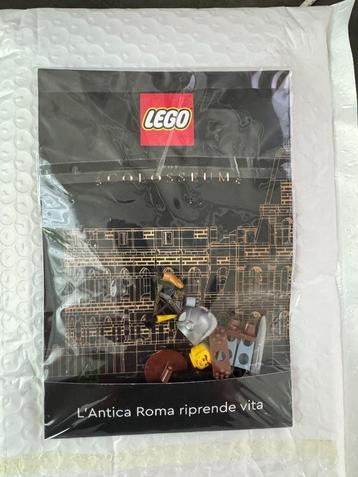 LEGO
COLOSSEUM
L'Antica Roma riprende vita